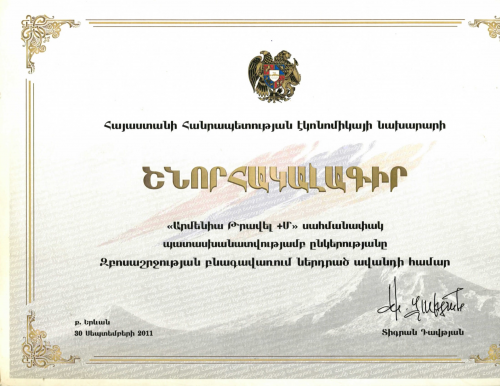 Հայաստանի Հանրապետության էկոնոմիկայի նախարարի
ՇՆՈՐՀԱԿԱԼԱԳԻՐ
«Արմենիա Թրավել +Մ» սահմանափակ
պատասխանատվությամբ ընկերությանը
Զբոսաշրջության բնագավառում ներդրած ավանդի համար
ք. Երևան
30 Սեպտեմբերի 2011
Տիգրան Դավթյան